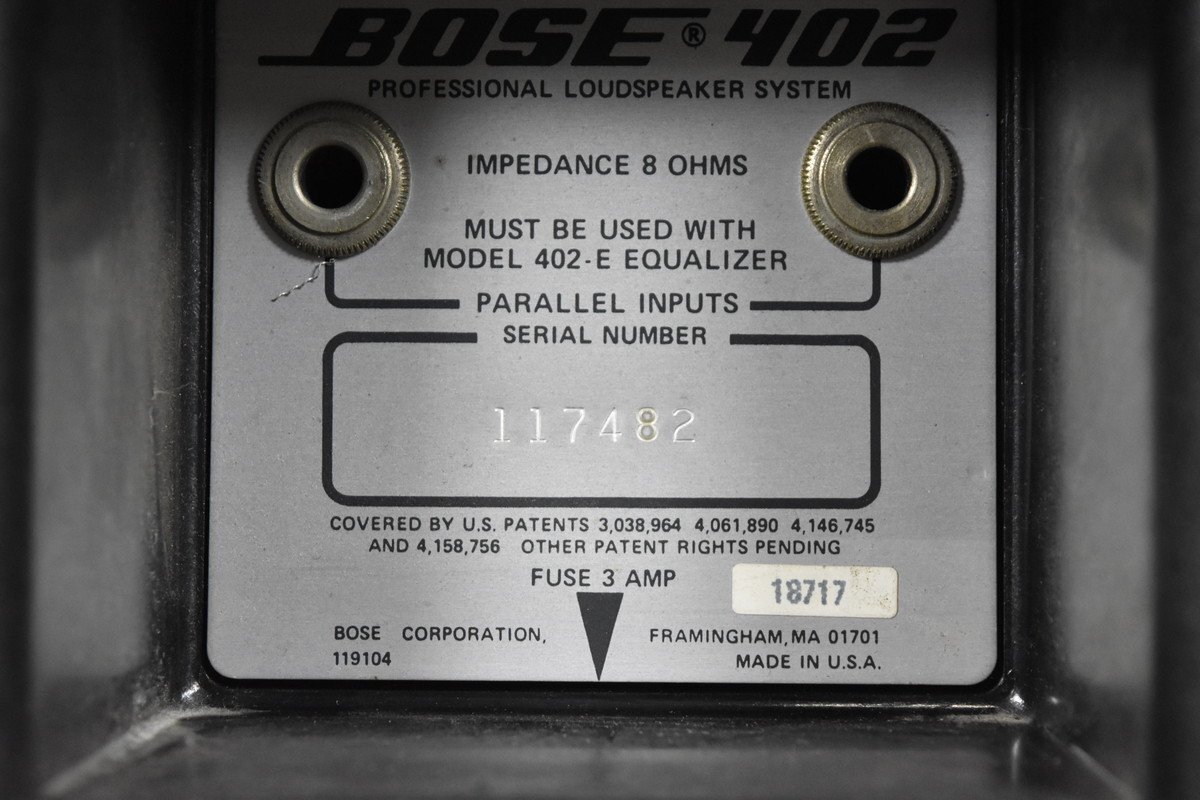 BOSE® 402
PROFESSIONAL LOUDSPEAKER SYSTEM
IMPEDANCE 8 OHMS
MUST BE USED WITH
MODEL 402-E EQUALIZER
PARALLEL INPUTS
SERIAL NUMBER
117482
COVERED BY U.S. PATENTS 3,038,964 4,061,890 4,146,745
AND 4,158,756 OTHER PATENT RIGHTS PENDING
FUSE 3 AMP
18717
BOSE CORPORATION, FRAMINGHAM, MA 01701
119104 MADE IN U.S.A.